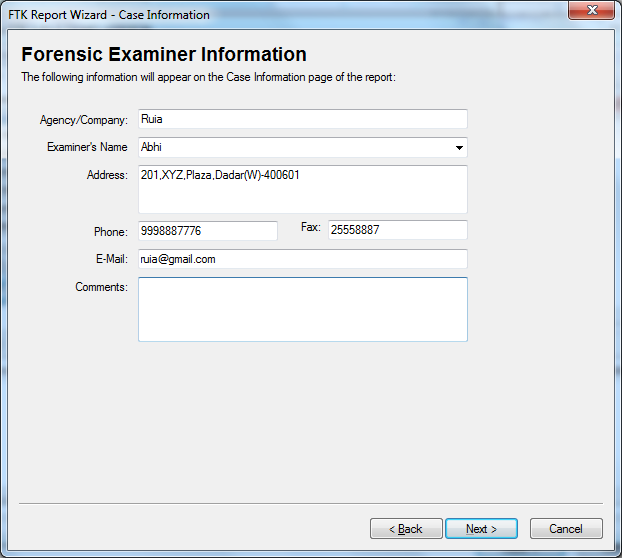 FTK Report Wizard - Case Information
Forensic Examiner Information
The following information will appear on the Case Information page of the report:
Agency/Company: Ruia
Examiner's Name Abhi
Address: 201,XYZ,Plaza,Dadar(W)-400601
Phone: 9998887776 Fax: 25558887
E-Mail: ruia@gmail.com
Comments:
< Back Next > Cancel